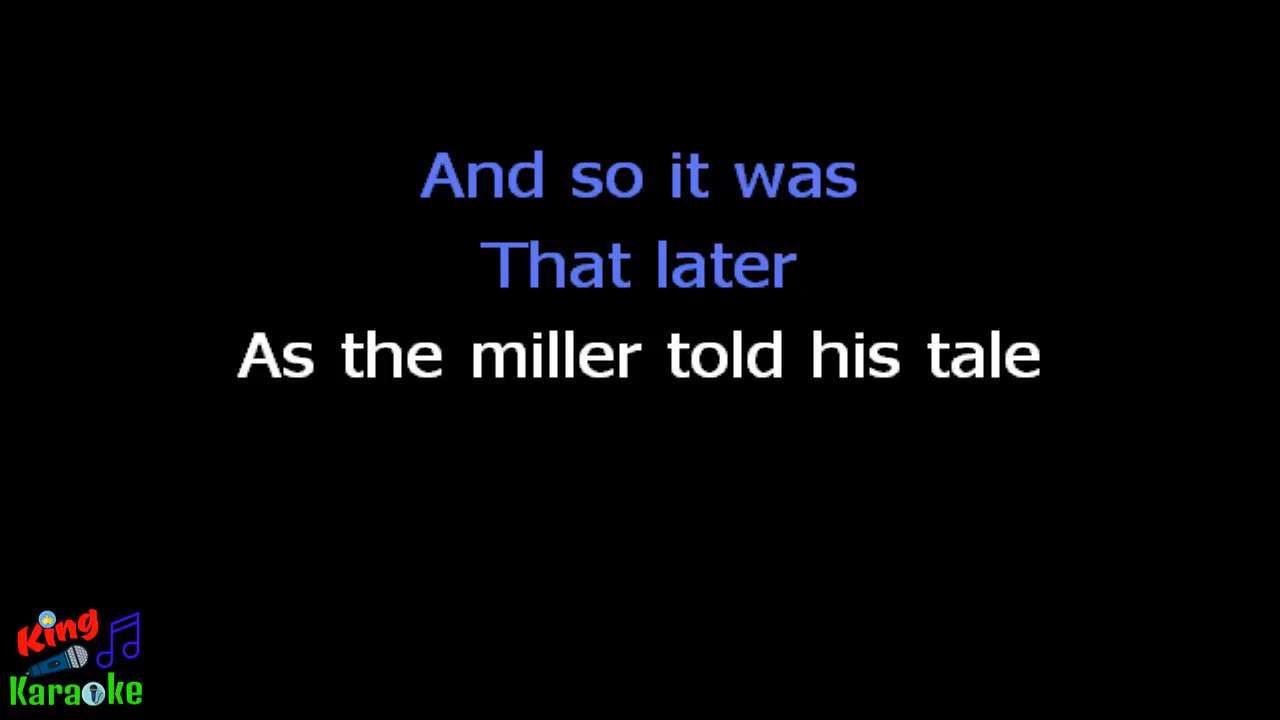 And so it was
That later
As the miller told his tale
King
Karaoke